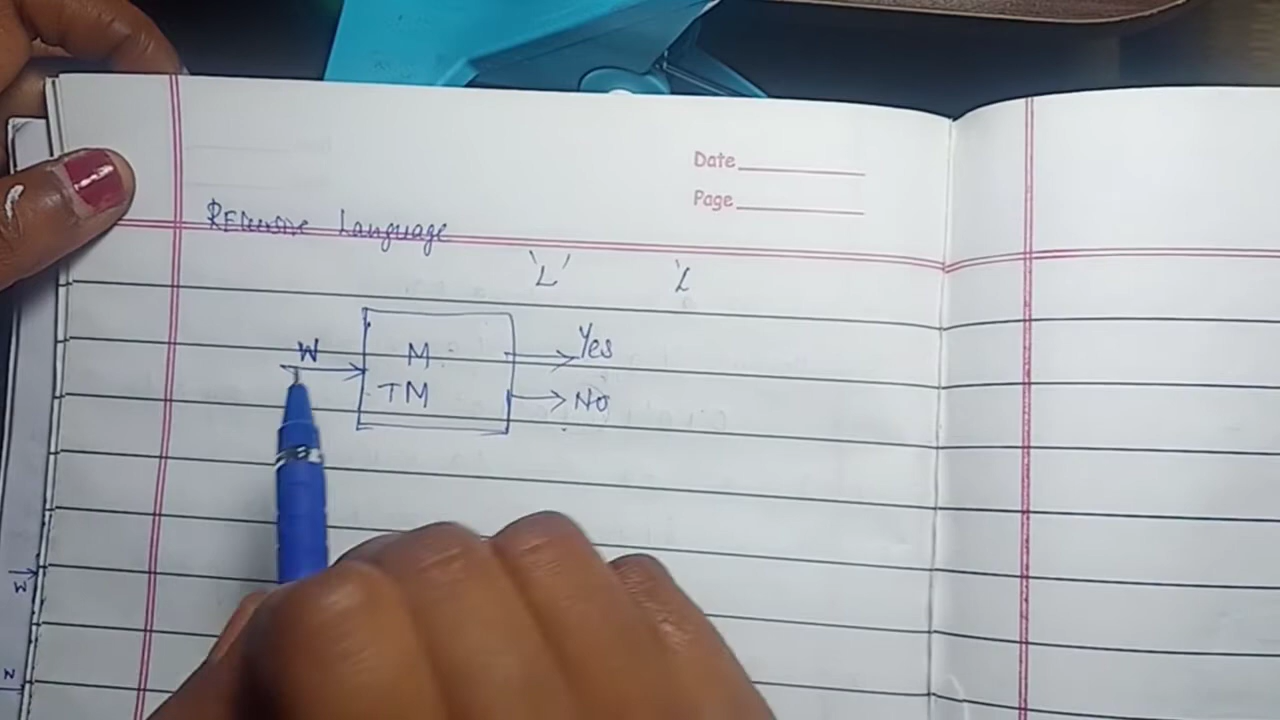 Date
Page
RECursive Language
'L' 'L
W M Yes
TM No